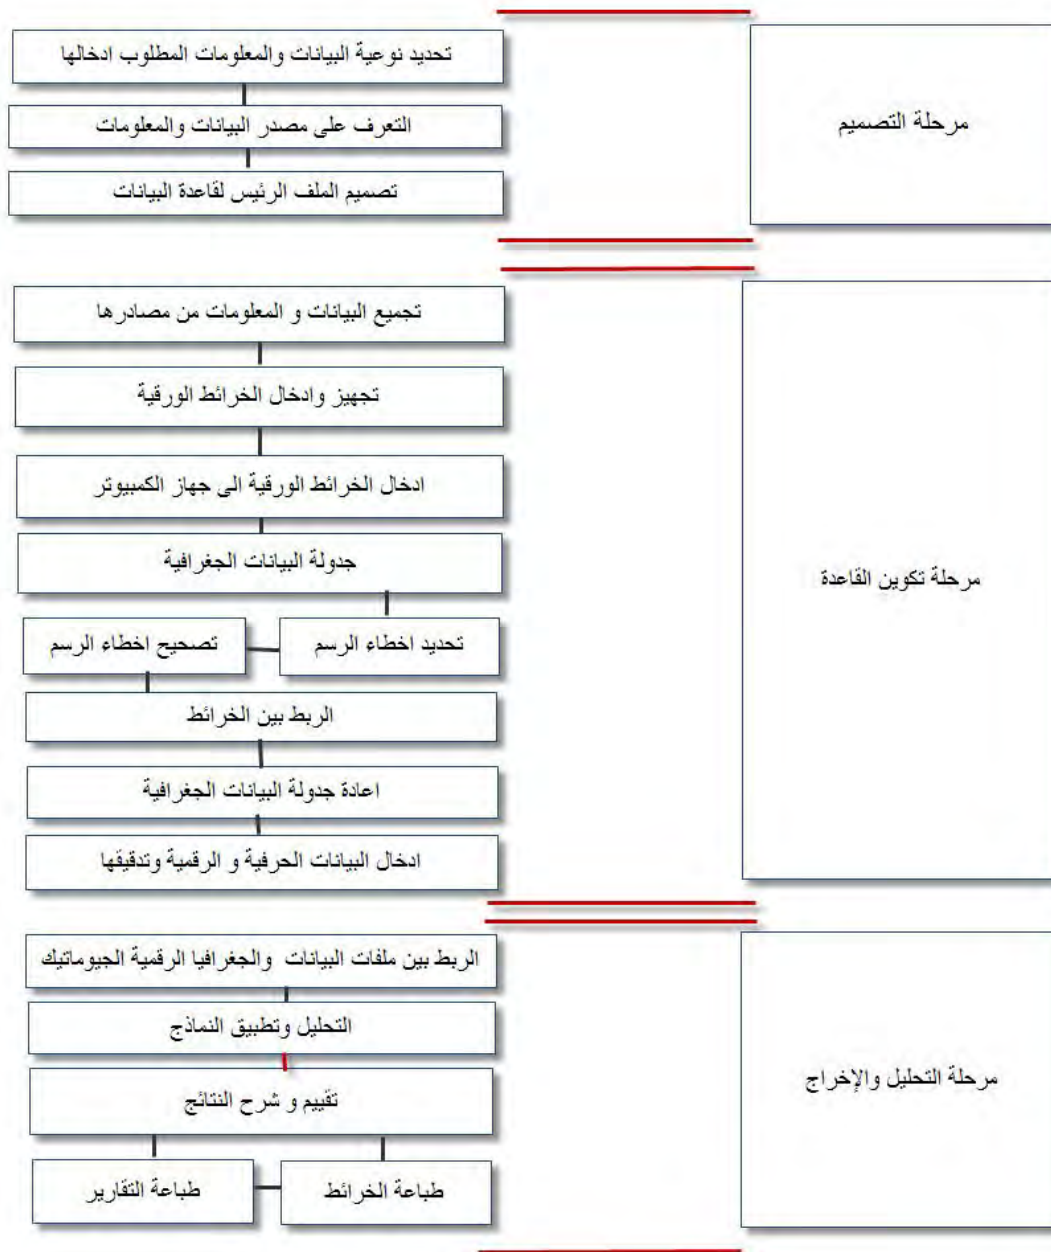 مرحلة التصميم
تحديد نوعية البيانات والمعلومات المطلوب ادخالها
التعرف على مصدر البيانات والمعلومات
تصميم الملف الرئيس لقاعدة البيانات
مرحلة تكوين القاعدة
تجميع البيانات و المعلومات من مصادرها
تجهيز وادخال الخرائط الورقية
ادخال الخرائط الورقية الى جهاز الكمبيوتر
جدولة البيانات الجغرافية
تحديد اخطاء الرسم
تصحيح اخطاء الرسم
الربط بين الخرائط
اعادة جدولة البيانات الجغرافية
ادخال البيانات الحرفية و الرقمية وتدقيقها
مرحلة التحليل والإخراج
الربط بين ملفات البيانات والجغرافيا الرقمية الجيوماتيك
التحليل وتطبيق النماذج
تقييم و شرح النتائج
طباعة الخرائط
طباعة التقارير